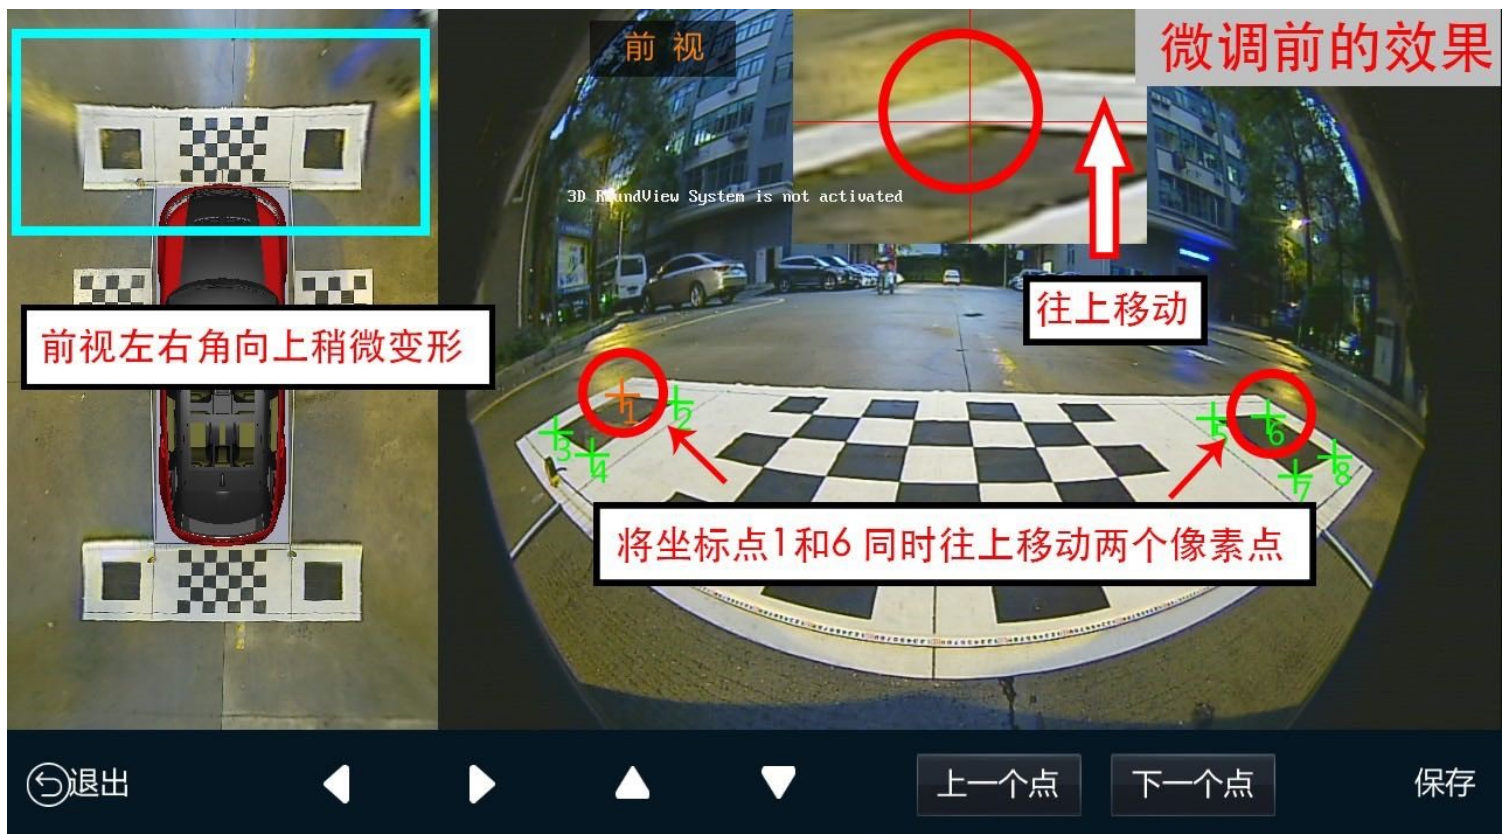 前视
微调前的效果
3D RoundView System is not activated
往上移动
前视左右角向上稍微变形
1
2
3
4
5
6
7
8
将坐标点1和6 同时往上移动两个像素点
退出
上一个点
下一个点
保存